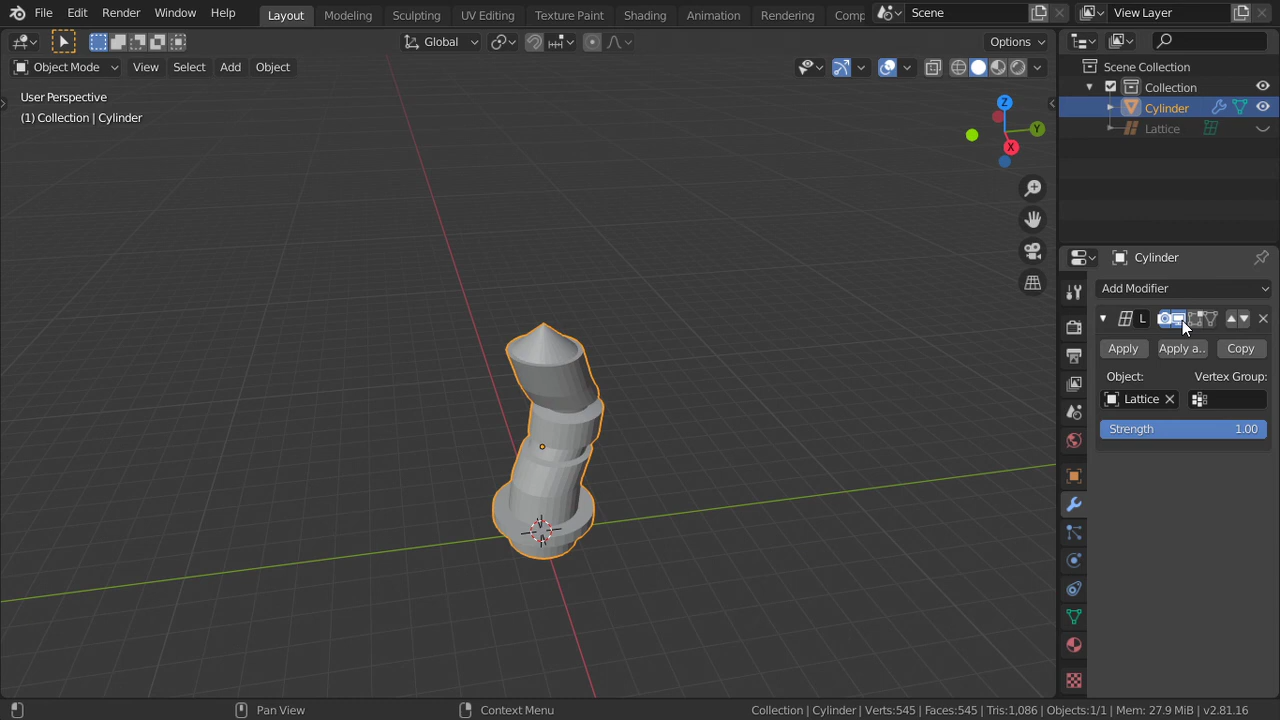 File Edit Render Window Help Layout Modeling Sculpting UV Editing Texture Paint Shading Animation Rendering Comp Scene View Layer
Global Options
Object Mode View Select Add Object
User Perspective
(1) Collection | Cylinder
Z
Y
X
Scene Collection
Collection
Cylinder
Lattice
Cylinder
Add Modifier
L
Apply Apply a.. Copy
Object: Vertex Group:
Lattice
Strength 1.00
Pan View Context Menu Collection | Cylinder | Verts:545 | Faces:545 | Tris:1,086 | Objects:1/1 | Mem: 27.9 MiB | v2.81.16